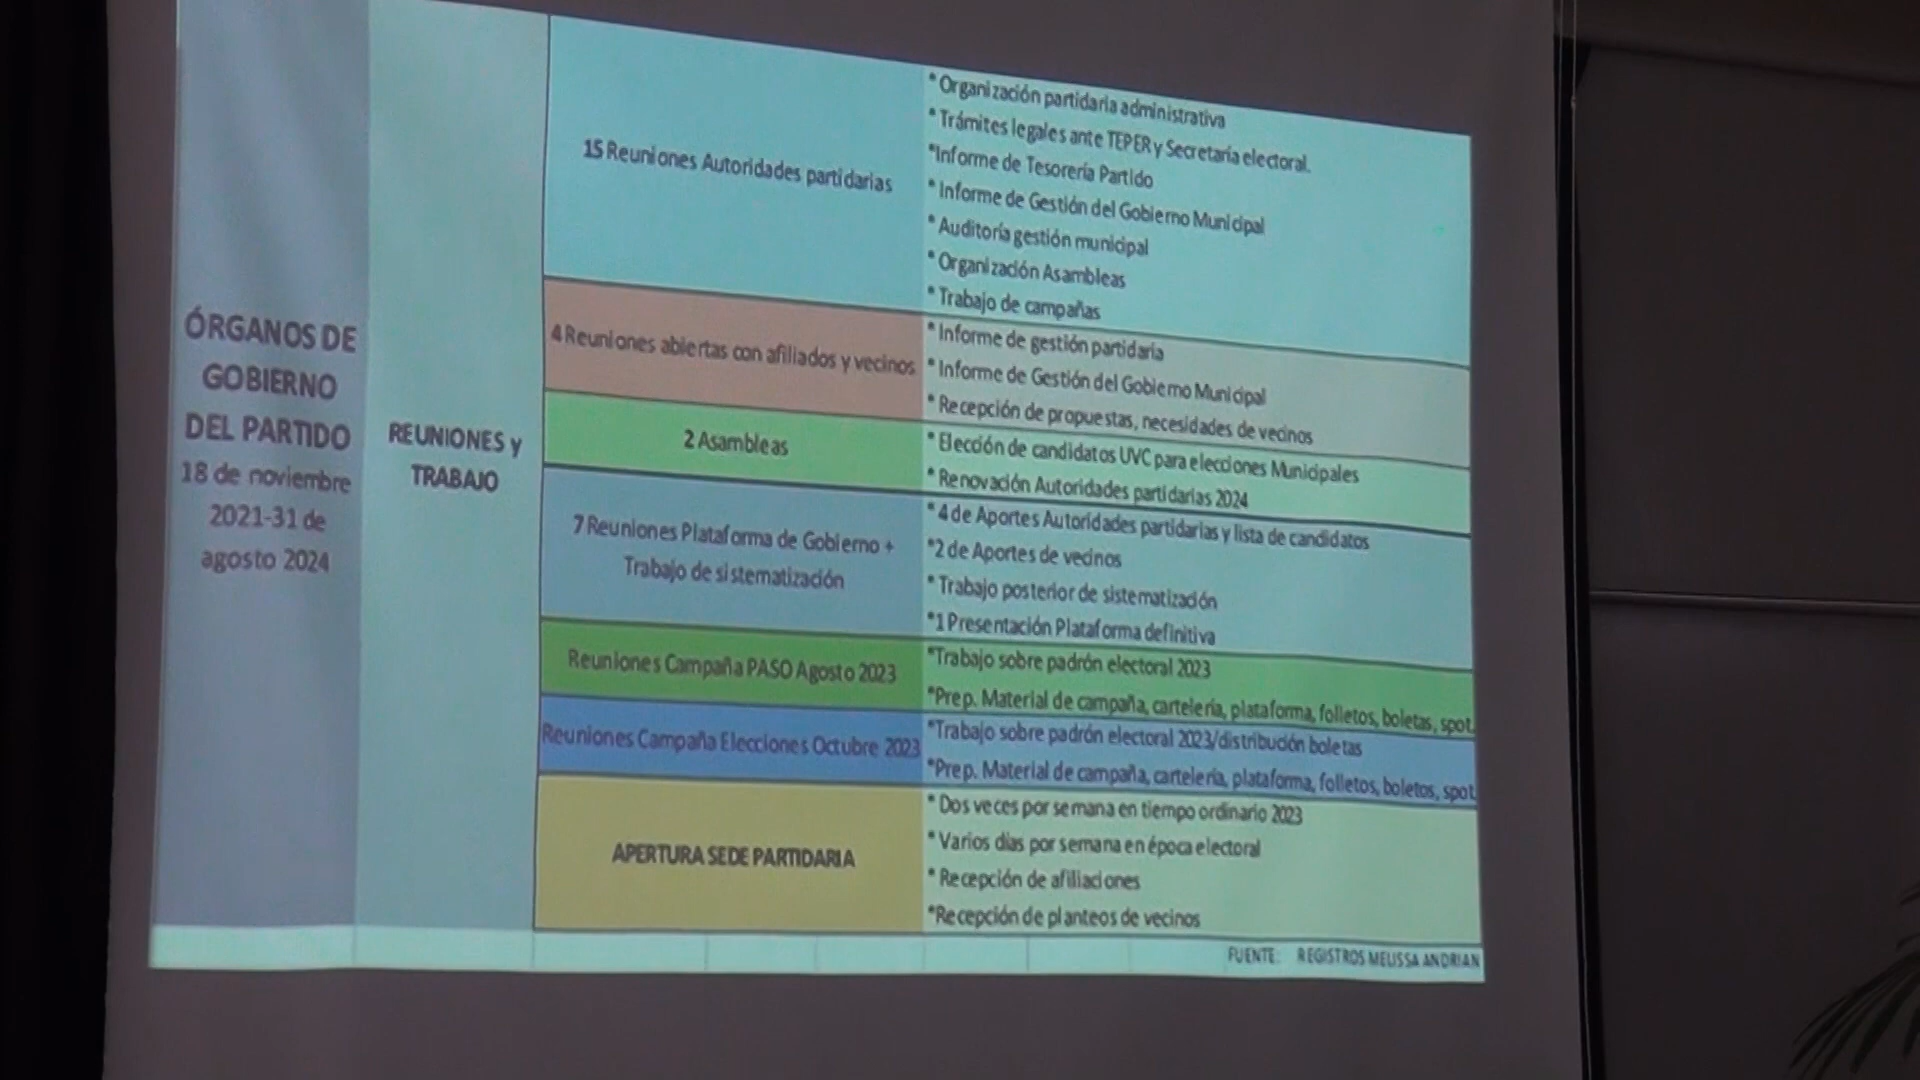 ÓRGANOS DE
GOBIERNO
DEL PARTIDO
18 de noviembre
2021-31 de
agosto 2024
REUNIONES y
TRABAJO
15 Reuniones Autoridades partidarias
* Organización partidaria administrativa
* Trámites legales ante TEPER y Secretaría electoral.
*Informe de Tesorería Partido
* Informe de Gestión del Gobierno Municipal
* Auditoría gestión municipal
* Organización Asambleas
* Trabajo de campañas
4 Reuniones abiertas con afiliados y vecinos
* Informe de gestión partidaria
* Informe de Gestión del Gobierno Municipal
* Recepción de propuestas, necesidades de vecinos
2 Asambleas
* Elección de candidatos UVC para elecciones Municipales
* Renovación Autoridades partidarias 2024
7 Reuniones Plataforma de Gobierno +
Trabajo de sistematización
* 4 de Aportes Autoridades partidarias y lista de candidatos
*2 de Aportes de vecinos
* Trabajo posterior de sistematización
*1 Presentación Plataforma definitiva
Reuniones Campaña PASO Agosto 2023
*Trabajo sobre padrón electoral 2023
*Prep. Material de campaña, cartelería, plataforma, folletos, boletas, spot.
Reuniones Campaña Elecciones Octubre 2023
*Trabajo sobre padrón electoral 2023/distribución boletas
*Prep. Material de campaña, cartelería, plataforma, folletos, boletos, spot.
APERTURA SEDE PARTIDARIA
* Dos veces por semana en tiempo ordinario 2023
* Varios días por semana en época electoral
* Recepción de afiliaciones
*Recepción de planteos de vecinos
FUENTE: REGISTROS MELISSA ANDRIAN